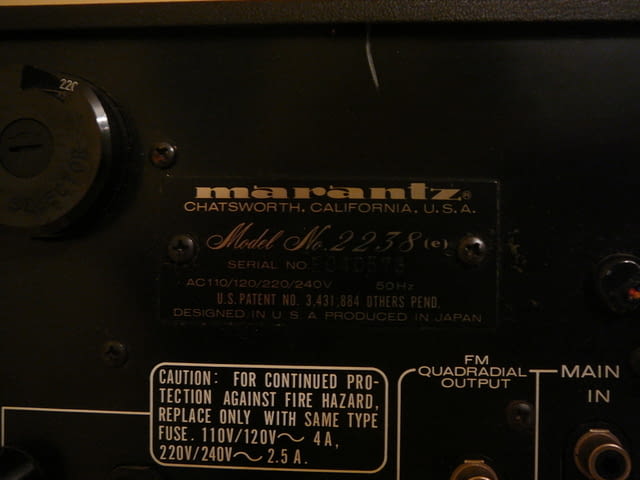 220
SELECTOR
marantz®
CHATSWORTH, CALIFORNIA, U.S.A.
Model No. 2238 (e)
SERIAL NO
AC110/120/220/240V 50Hz
U.S. PATENT NO. 3,431,884 OTHERS PEND.
DESIGNED IN U.S.A PRODUCED IN JAPAN
CAUTION: FOR CONTINUED PRO-
TECTION AGAINST FIRE HAZARD,
REPLACE ONLY WITH SAME TYPE
FUSE. 110V/120V~ 4A,
220V/240V~ 2.5A.
FM
QUADRADIAL
OUTPUT
MAIN
IN